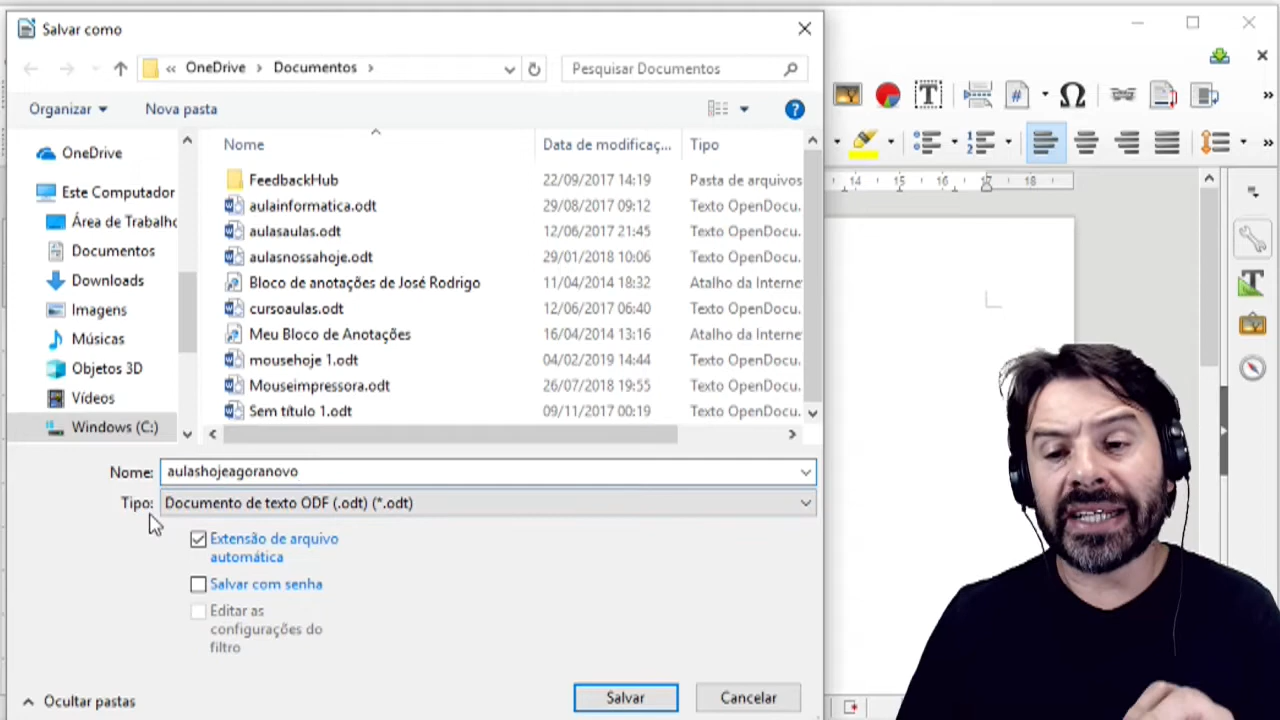 Salvar como
« OneDrive > Documentos >
Pesquisar Documentos
Organizar
Nova pasta
Nome
Data de modificaç...
Tipo
OneDrive
Este Computador
Área de Trabalho
Documentos
Downloads
Imagens
Músicas
Objetos 3D
Vídeos
Windows (C:)
FeedbackHub 22/09/2017 14:19 Pasta de arquivos
aulainformatica.odt 29/08/2017 09:12 Texto OpenDocu...
aulasaulas.odt 12/06/2017 21:45 Texto OpenDocu...
aulasnossahoje.odt 29/01/2018 10:06 Texto OpenDocu...
Bloco de anotações de José Rodrigo 11/04/2014 18:32 Atalho da Interne
cursoaulas.odt 12/06/2017 06:40 Texto OpenDocu...
Meu Bloco de Anotações 16/04/2014 13:16 Atalho da Interne
mousehoje 1.odt 04/02/2019 14:44 Texto OpenDocu...
Mouseimpressora.odt 26/07/2018 19:55 Texto OpenDocu...
Sem título 1.odt 09/11/2017 00:19 Texto OpenDocu...
Nome: aulashojeagoranovo
Tipo: Documento de texto ODF (.odt) (*.odt)
Extensão de arquivo
automática
Salvar com senha
Editar as
configurações do
filtro
Ocultar pastas
Salvar
Cancelar
14 15 16 17 18